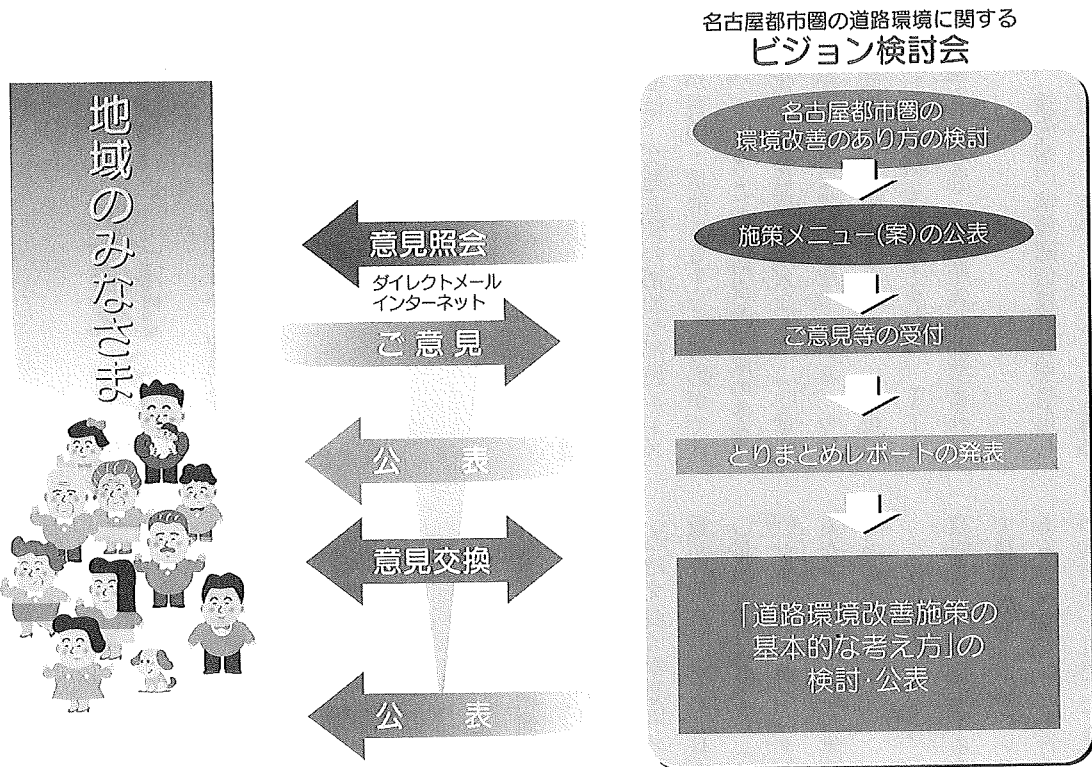 名古屋都市圏の道路環境に関する
ビジョン検討会
地域のみなさま
名古屋都市圏の
環境改善のあり方の検討
施策メニュー(案)の公表
ご意見等の受付
とりまとめレポートの発表
「道路環境改善施策の
基本的な考え方」の
検討・公表
意見照会
ダイレクトメール
インターネット
ご意見
公表
意見交換
公表